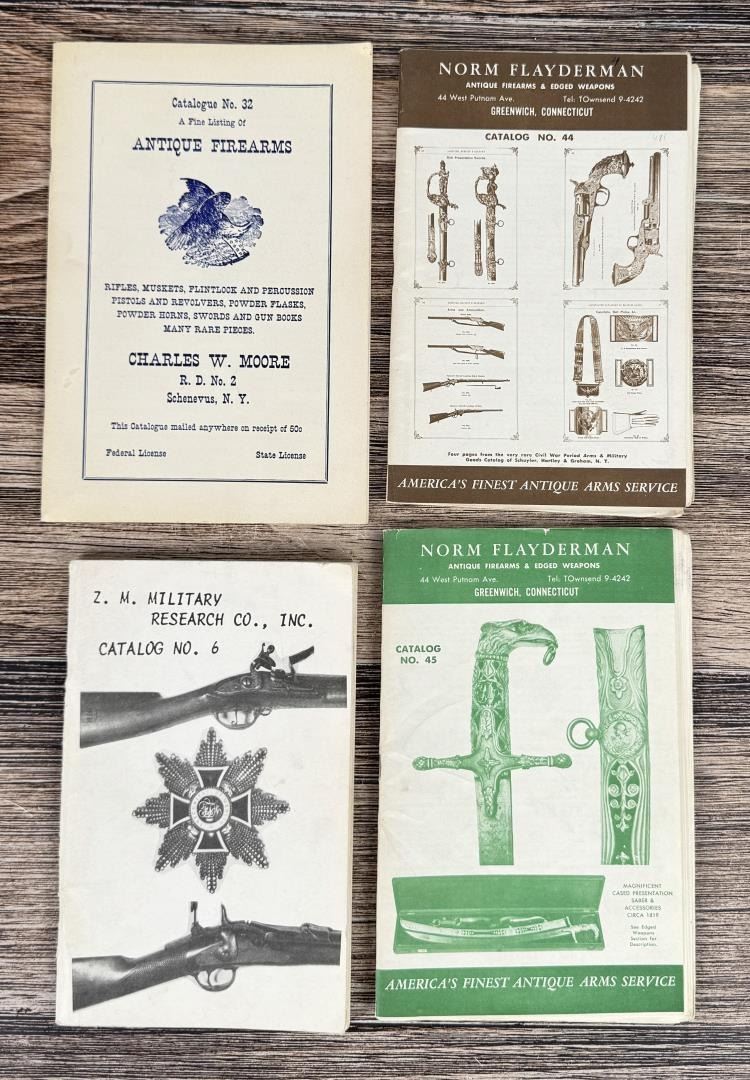 Catalogue No. 32
A Fine Listing Of
ANTIQUE FIREARMS
RIFLES, MUSKETS, FLINTLOCK AND PERCUSSION
PISTOLS AND REVOLVERS, POWDER FLASKS,
POWDER HORNS, SWORDS AND GUN BOOKS
MANY RARE PIECES.
CHARLES W. MOORE
R. D. No. 2
Schenevus, N. Y.
This Catalogue mailed anywhere on receipt of 50c
Federal License State License
NORM FLAYDERMAN
ANTIQUE FIREARMS & EDGED WEAPONS
44 West Putnam Ave. Tel: TOwnsend 9-4242
GREENWICH, CONNECTICUT
CATALOG NO. 44
Four pages from the very rare Civil War Period Arms & Military
Goods Catalog of Schuyler, Hartley & Graham, N. Y.
AMERICA'S FINEST ANTIQUE ARMS SERVICE
Z. M. MILITARY
RESEARCH CO., INC.
CATALOG NO. 6
NORM FLAYDERMAN
ANTIQUE FIREARMS & EDGED WEAPONS
44 West Putnam Ave. Tel: TOwnsend 9-4242
GREENWICH, CONNECTICUT
CATALOG
NO. 45
MAGNIFICENT
CASED PRESENTATION
SABER &
ACCESSORIES
CIRCA 1819
See Edged
Weapons
Section for
Description.
AMERICA'S FINEST ANTIQUE ARMS SERVICE